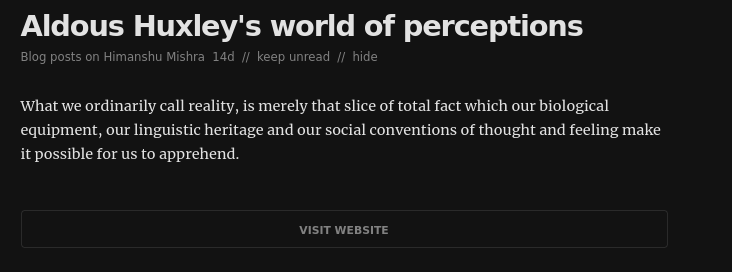 Aldous Huxley's world of perceptions
Blog posts on Himanshu Mishra 14d // keep unread // hide
What we ordinarily call reality, is merely that slice of total fact which our biological
equipment, our linguistic heritage and our social conventions of thought and feeling make
it possible for us to apprehend.
VISIT WEBSITE